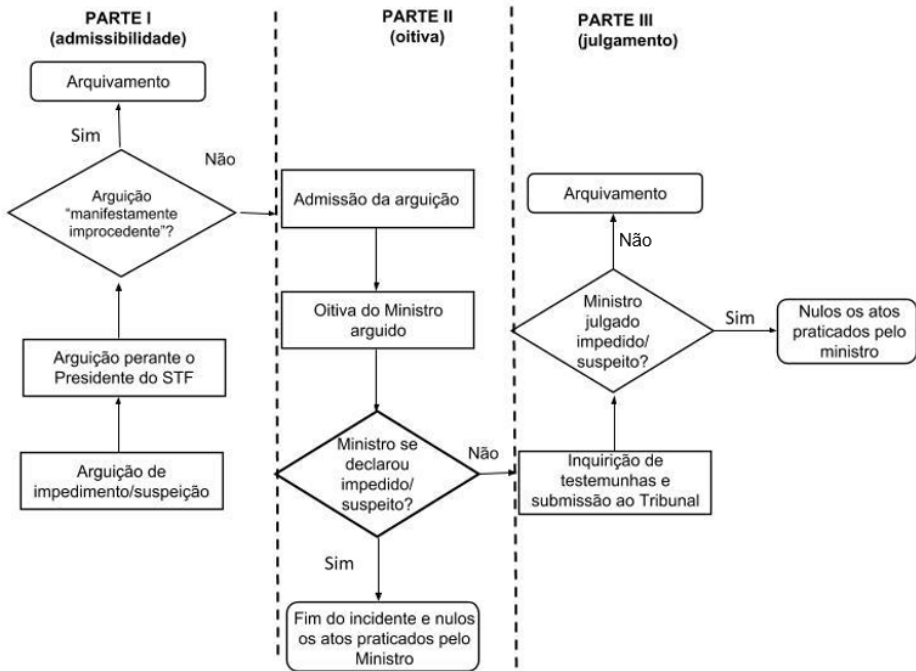 PARTE I
(admissibilidade)
Arquivamento
Sim
Não
Arguição
“manifestamente
improcedente”?
Arguição perante o
Presidente do STF
Arguição de
impedimento/suspeição
PARTE II
(oitiva)
Admissão da arguição
Oitiva do Ministro
arguido
Ministro se
declarou
impedido/
suspeito?
Não
Sim
Fim do incidente e nulos
os atos praticados pelo
Ministro
PARTE III
(julgamento)
Arquivamento
Não
Ministro
julgado
impedido/
suspeito?
Sim
Nulos os atos
praticados pelo
ministro
Inquirição de
testemunhas e
submissão ao Tribunal